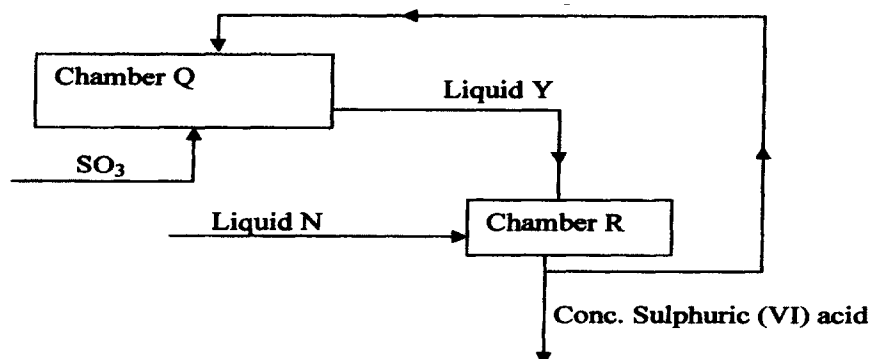 Chamber Q
Liquid Y
SO₃
Liquid N
Chamber R
Conc. Sulphuric (VI) acid